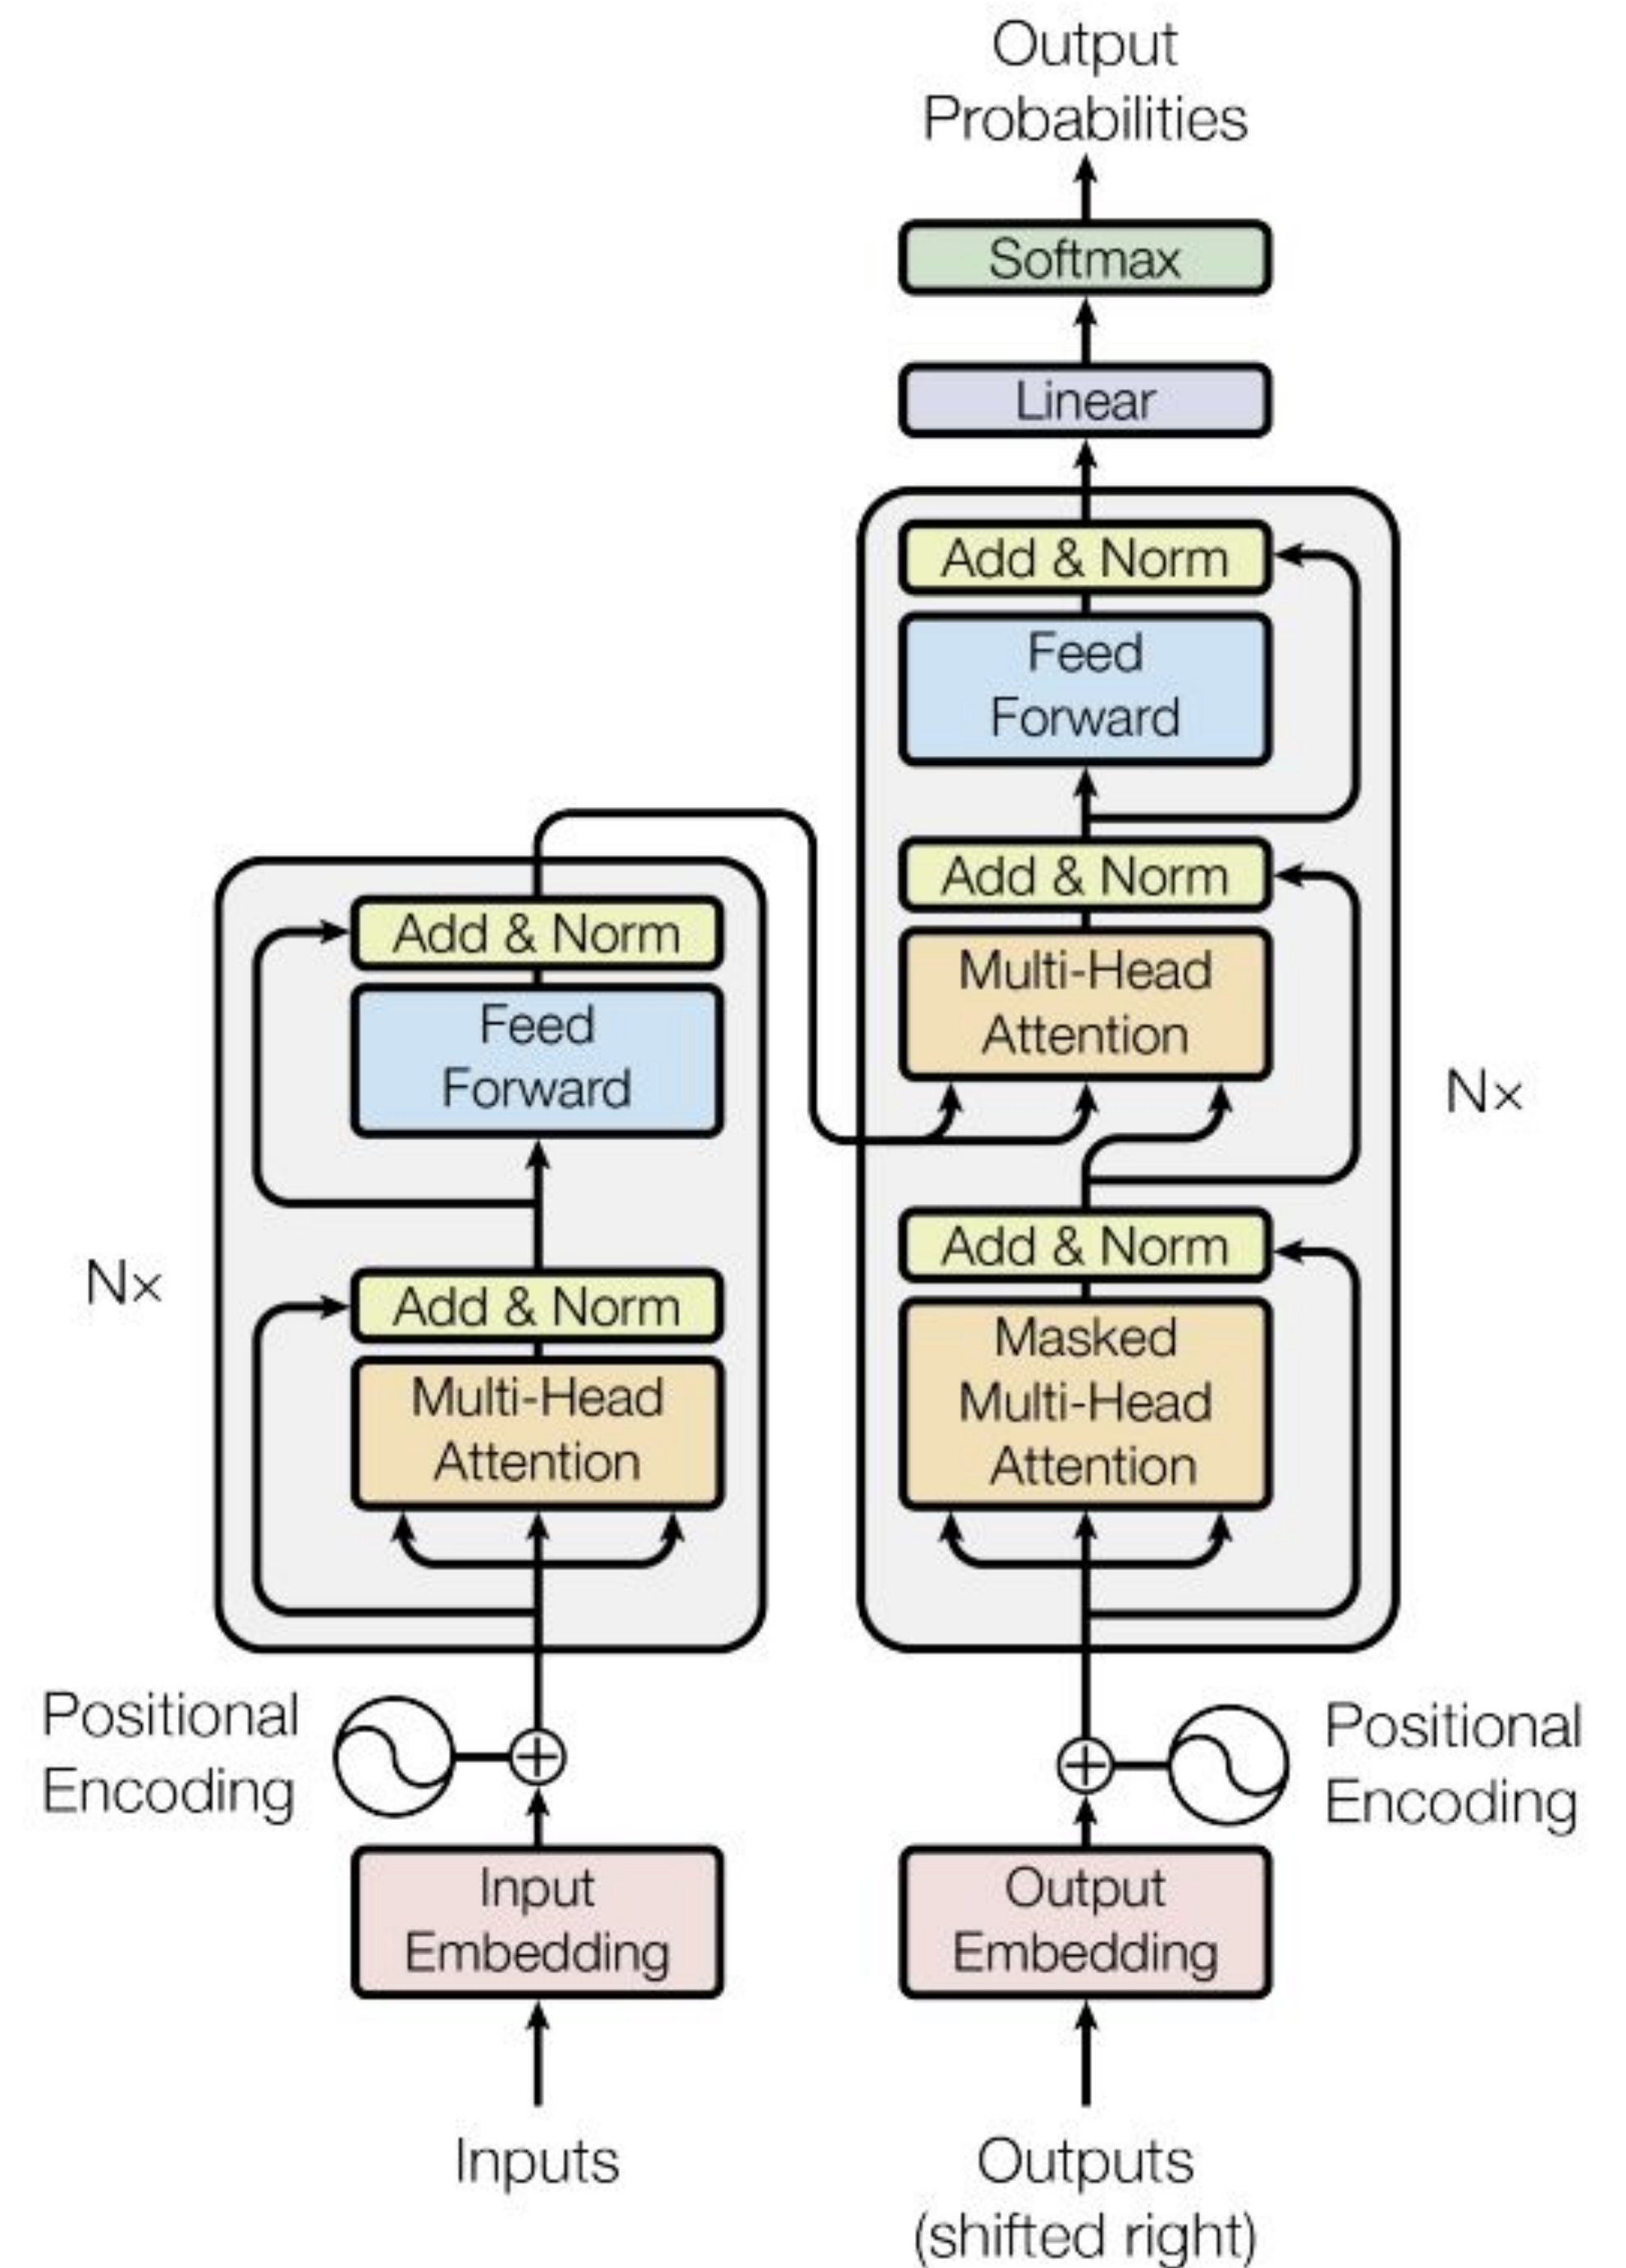 Output
Probabilities
Softmax
Linear
Add & Norm
Feed
Forward
Add & Norm
Multi-Head
Attention
Nx
Add & Norm
Masked
Multi-Head
Attention
Add & Norm
Feed
Forward
Nx
Add & Norm
Multi-Head
Attention
Positional
Encoding
Positional
Encoding
Input
Embedding
Output
Embedding
Inputs
Outputs
(shifted right)